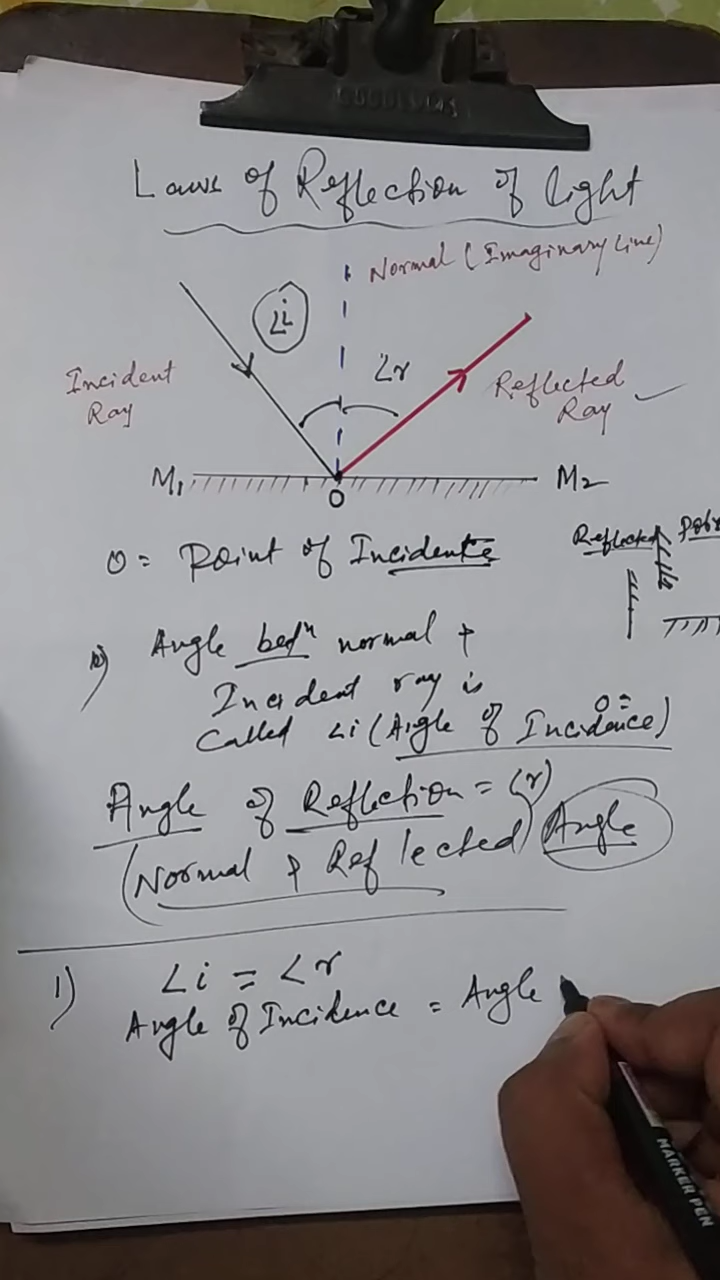 Laws of Reflection of light
Normal (Imaginary Line)
∠i
∠r
Incident
Ray
Reflected
Ray
M1
M2
O
O = Point of Incidence
Reflected
Angle betn normal +
Incident ray is
Called ∠i (Angle of Incidence)
O =
Angle of Reflection = ∠r
(Normal & Reflected) Angle
1) ∠i = ∠r
Angle of Incidence = Angle
MARKER PEN